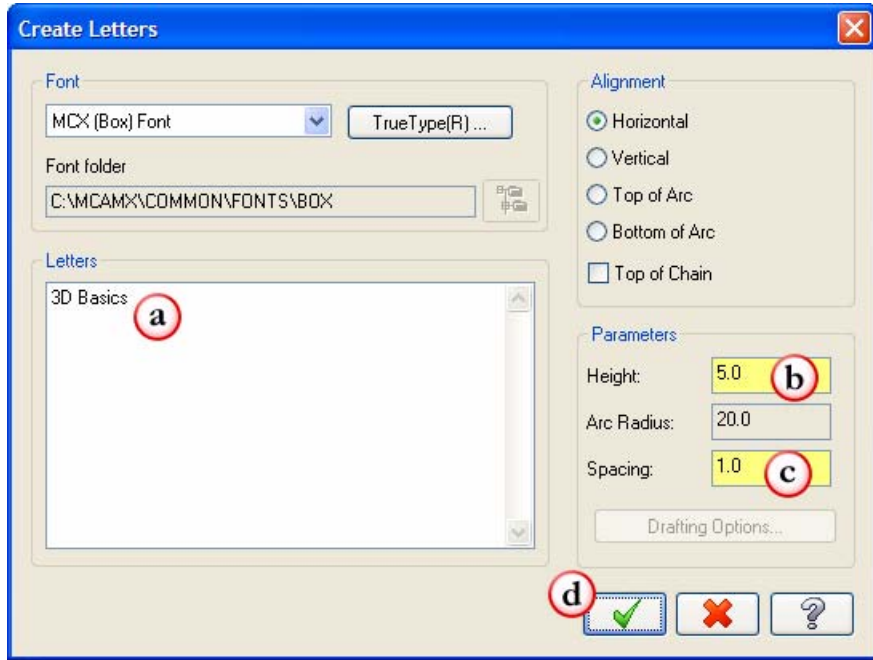 Create Letters
Font
MCX (Box) Font
TrueType(R) ...
Font folder
C:\MCAMX\COMMON\FONTS\BOX
Letters
3D Basics
a
Alignment
Horizontal
Vertical
Top of Arc
Bottom of Arc
Top of Chain
Parameters
Height: 5.0 b
Arc Radius: 20.0
Spacing: 1.0 c
Drafting Options...
d
?